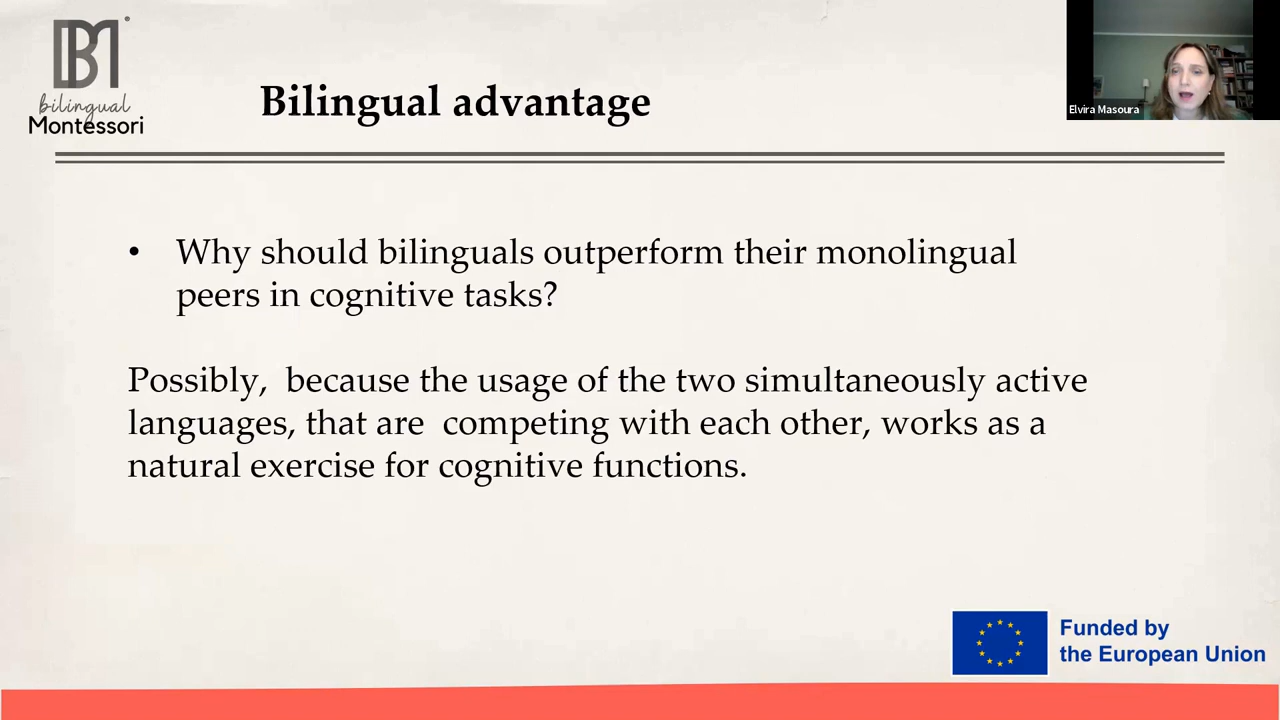 BM
bilingual
Montessori
Bilingual advantage
Elvira Masoura
• Why should bilinguals outperform their monolingual
peers in cognitive tasks?
Possibly,  because the usage of the two simultaneously active
languages, that are  competing with each other, works as a
natural exercise for cognitive functions.
Funded by
the European Union